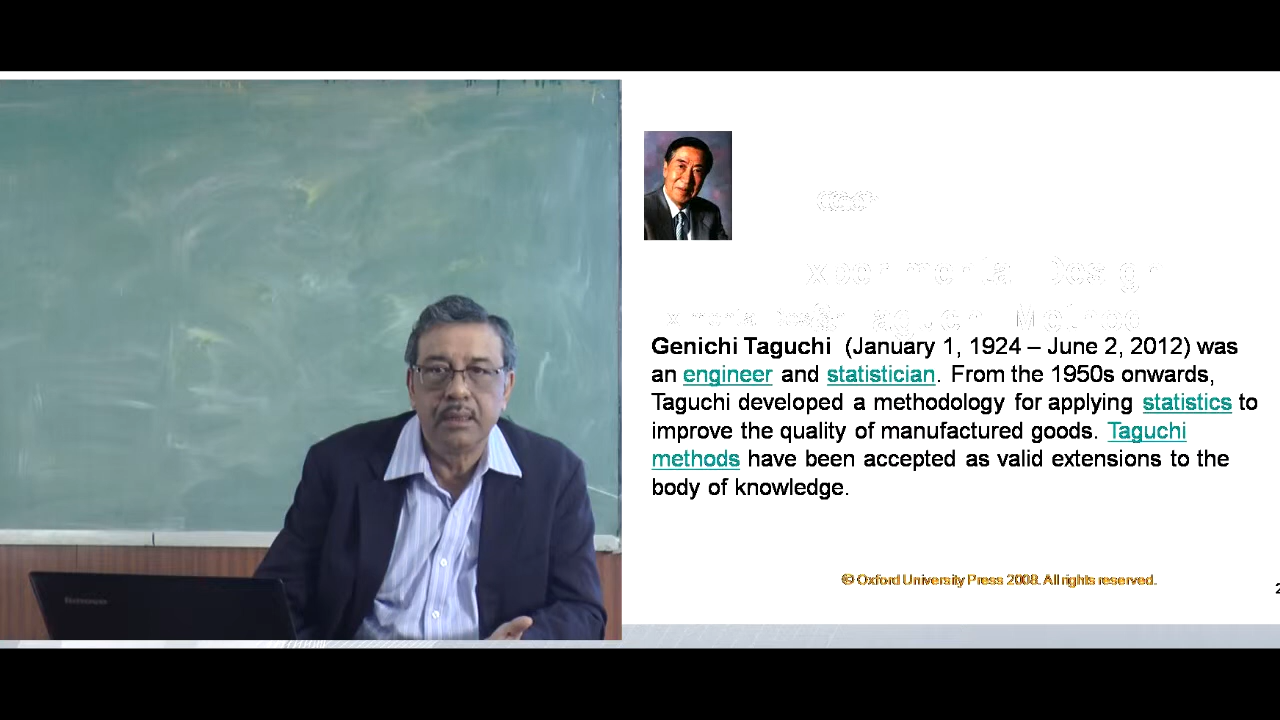 Genichi Taguchi (January 1, 1924 – June 2, 2012) was
an engineer and statistician. From the 1950s onwards,
Taguchi developed a methodology for applying statistics to
improve the quality of manufactured goods. Taguchi
methods have been accepted as valid extensions to the
body of knowledge.
© Oxford University Press 2008. All rights reserved.
lenovo